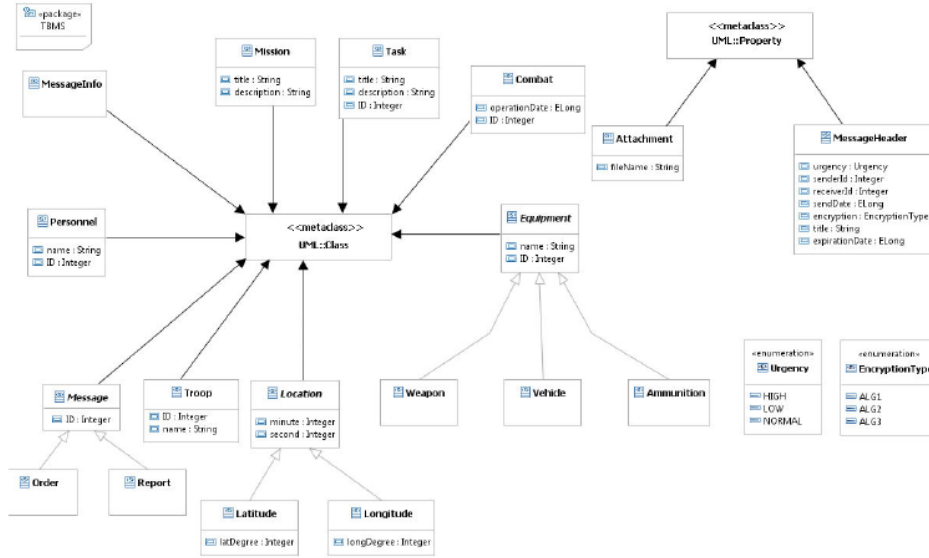 «package»
TBMS
Mission
title : String
description : String
Task
title : String
description : String
ID : Integer
<<metaclass>>
UML::Property
MessageInfo
Combat
operationDate : ELong
ID : Integer
Attachment
fileName : String
MessageHeader
urgency : Urgency
senderId : Integer
receiverId : Integer
sendDate : ELong
encryption : EncryptionType
title : String
expirationDate : ELong
Personnel
name : String
ID : Integer
<<metaclass>>
UML::Class
Equipment
name : String
ID : Integer
Message
ID : Integer
Troop
ID : Integer
name : String
Location
minute : Integer
second : Integer
Weapon
Vehicle
Ammunition
«enumeration»
Urgency
HIGH
LOW
NORMAL
«enumeration»
EncryptionType
ALG1
ALG2
ALG3
Order
Report
Latitude
latDegree : Integer
Longitude
longDegree : Integer